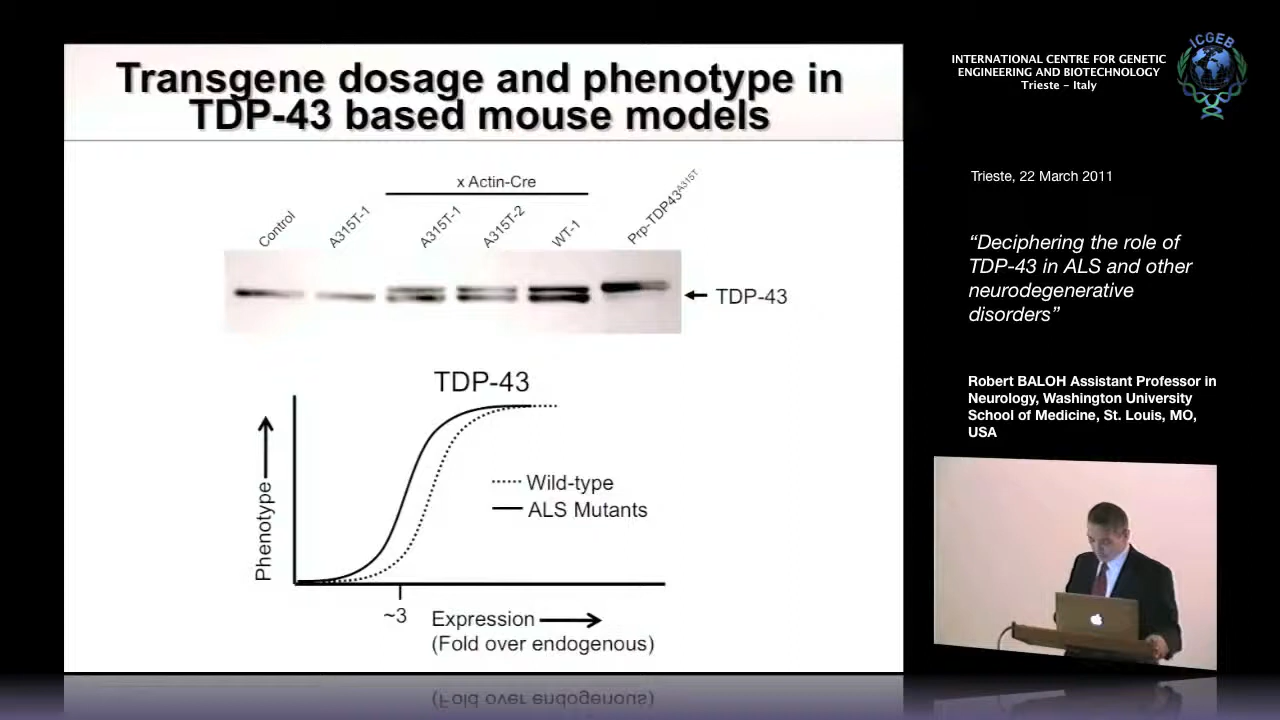 Transgene dosage and phenotype in
TDP-43 based mouse models
x Actin-Cre
Control
A315T-1
A315T-1
A315T-2
WT-1
Prp-TDP43A315T
TDP-43
TDP-43
Phenotype
Wild-type
ALS Mutants
~3
Expression
(Fold over endogenous)
(Fold over endogenous)
INTERNATIONAL CENTRE FOR GENETIC
ENGINEERING AND BIOTECHNOLOGY
Trieste – Italy
ICGEB
Trieste, 22 March 2011
“Deciphering the role of
TDP-43 in ALS and other
neurodegenerative
disorders”
Robert BALOH Assistant Professor in
Neurology, Washington University
School of Medicine, St. Louis, MO,
USA